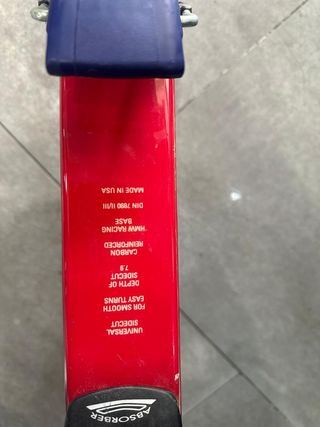 UNIVERSAL
SIDECUT
FOR SMOOTH
EASY TURNS
DEPTH OF
SIDECUT
7.9
CARBON
REINFORCED
HMW RACING
BASE
DIN 7890 II/III
MADE IN USA
ABSORBER